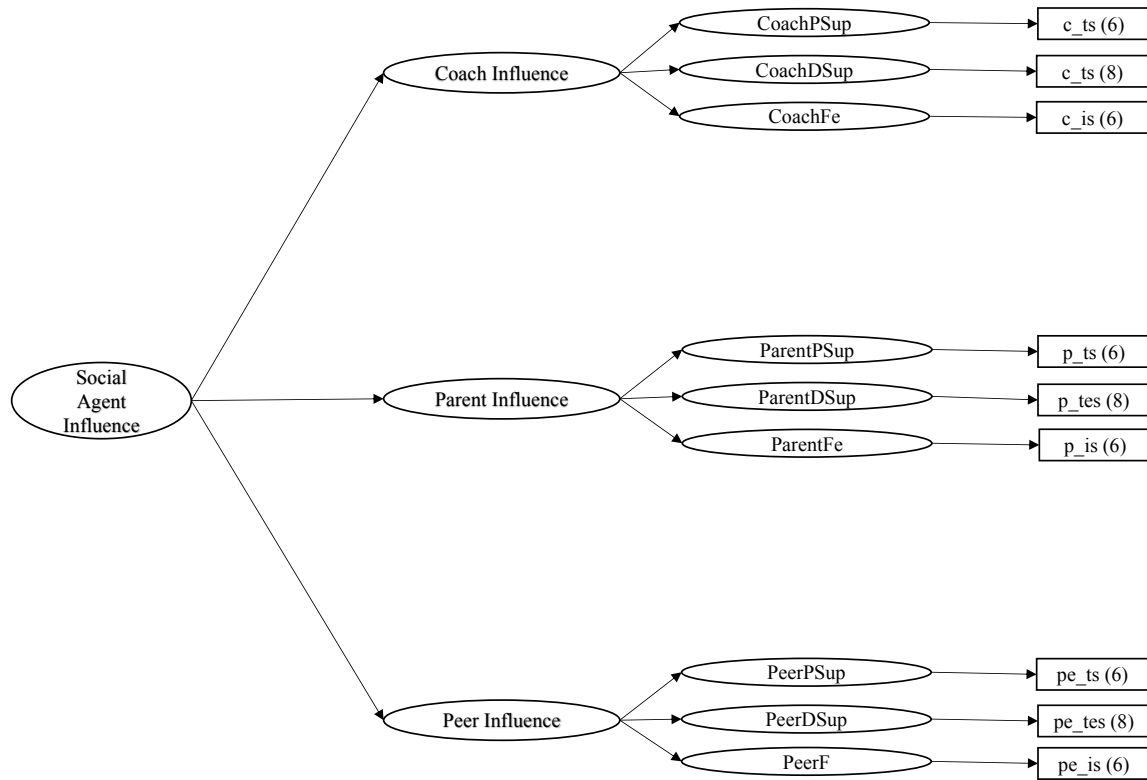 CoachPSup
c_ts (6)
Coach Influence
CoachDSup
c_ts (8)
CoachFe
c_is (6)
Social
Agent
Influence
ParentPSup
p_ts (6)
Parent Influence
ParentDSup
p_tes (8)
ParentFe
p_is (6)
PeerPSup
pe_ts (6)
Peer Influence
PeerDSup
pe_tes (8)
PeerF
pe_is (6)